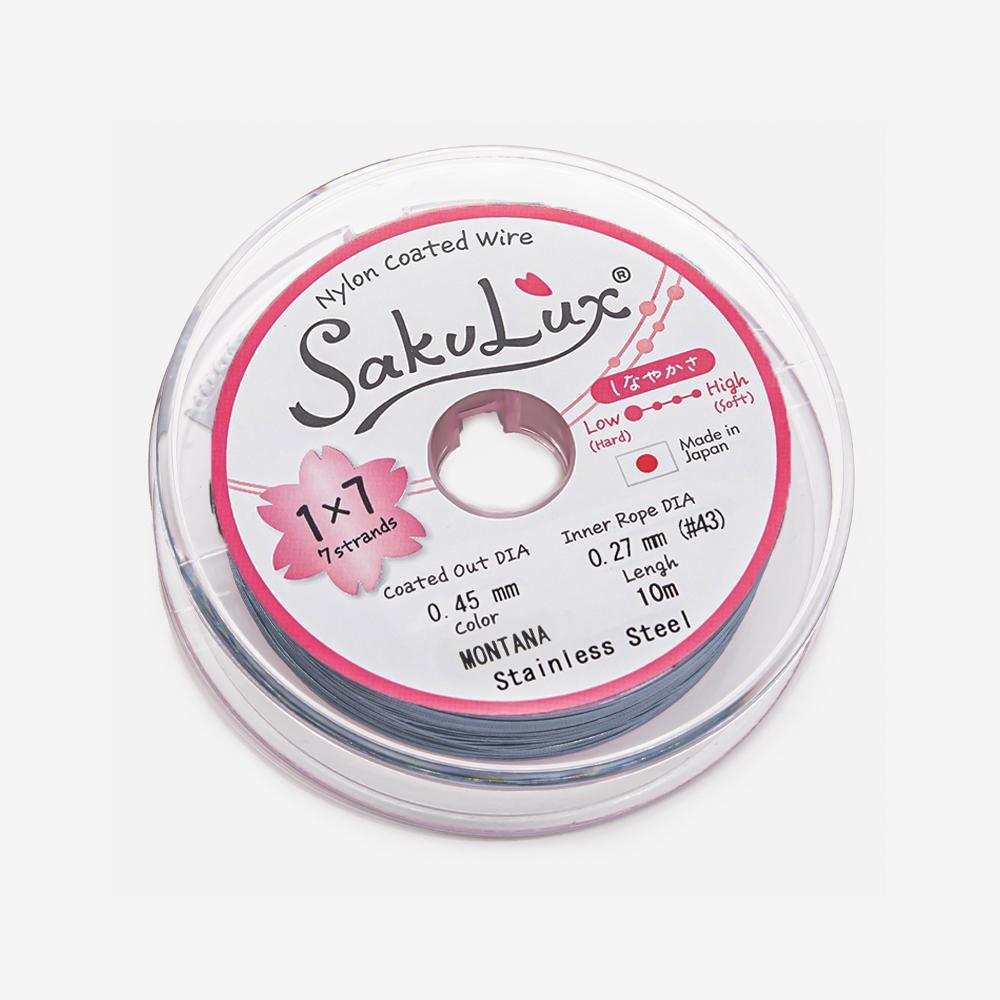 Nylon Coated Wire
SakuLux®
しなやかさ
Low High
(Hard) (Soft)
Made in
Japan
1×7
7 strands
Coated Out DIA
0.45 mm
Color
MONTANA
Inner Rope DIA
0.27 mm (#43)
Lengh
10m
Stainless Steel